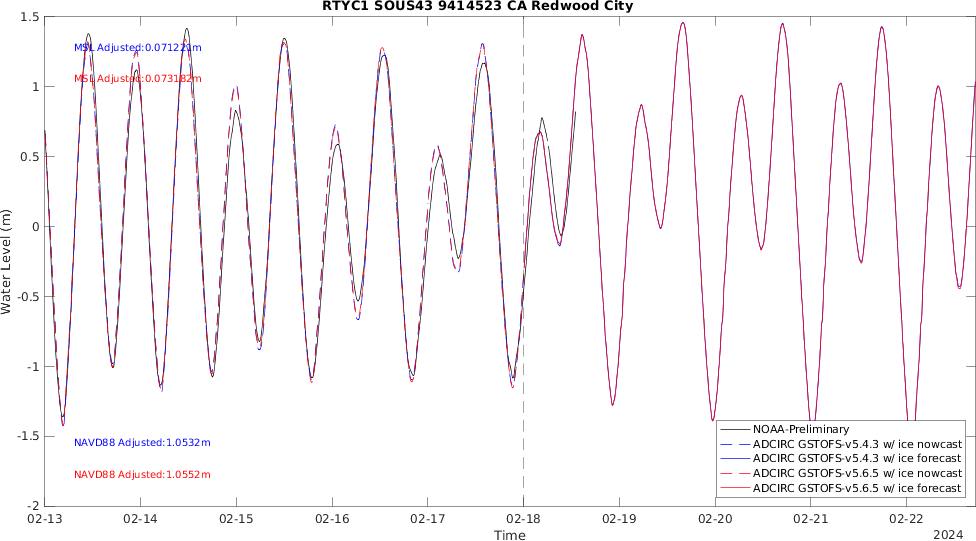 RTYC1 SOUS43 9414523 CA Redwood City
Water Level (m)
1.5
1
0.5
0
-0.5
-1
-1.5
-2
MSL Adjusted:0.071221m
MSL Adjusted:0.073182m
NAVD88 Adjusted:1.0532m
NAVD88 Adjusted:1.0552m
NOAA-Preliminary
ADCIRC GSTOFS-v5.4.3 w/ ice nowcast
ADCIRC GSTOFS-v5.4.3 w/ ice forecast
ADCIRC GSTOFS-v5.6.5 w/ ice nowcast
ADCIRC GSTOFS-v5.6.5 w/ ice forecast
02-13 02-14 02-15 02-16 02-17 02-18 02-19 02-20 02-21 02-22
Time
2024